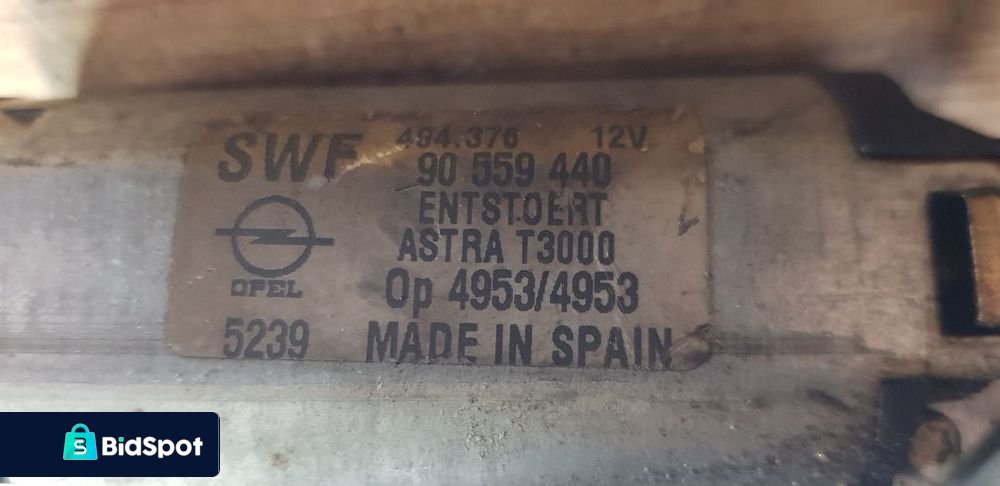 SWF 494.376 12V
90 559 440
ENTSTOERT
ASTRA T3000
OPEL Op 4953/4953
5239 MADE IN SPAIN
S BidSpot